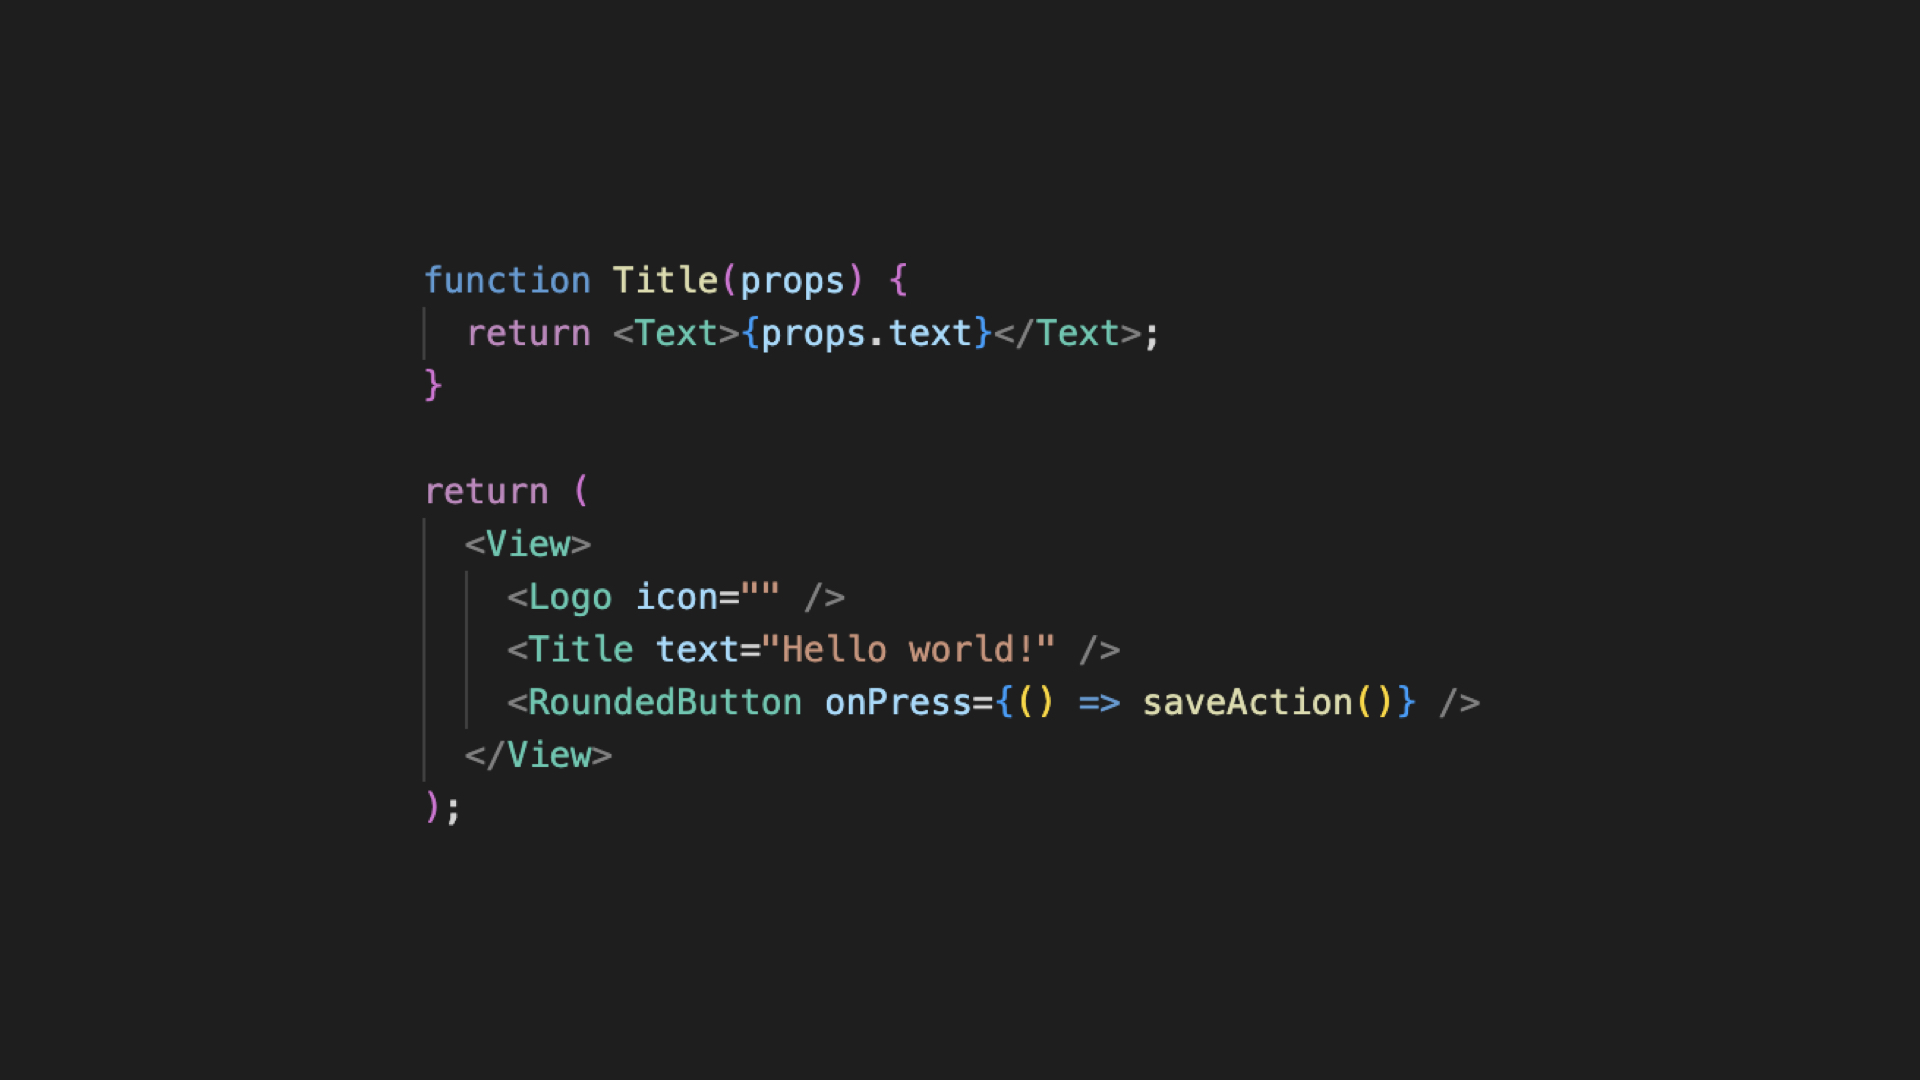 function Title(props) {
  return <Text>{props.text}</Text>;
}
return (
  <View>
    <Logo icon="" />
    <Title text="Hello world!" />
    <RoundedButton onPress={() => saveAction()} />
  </View>
);